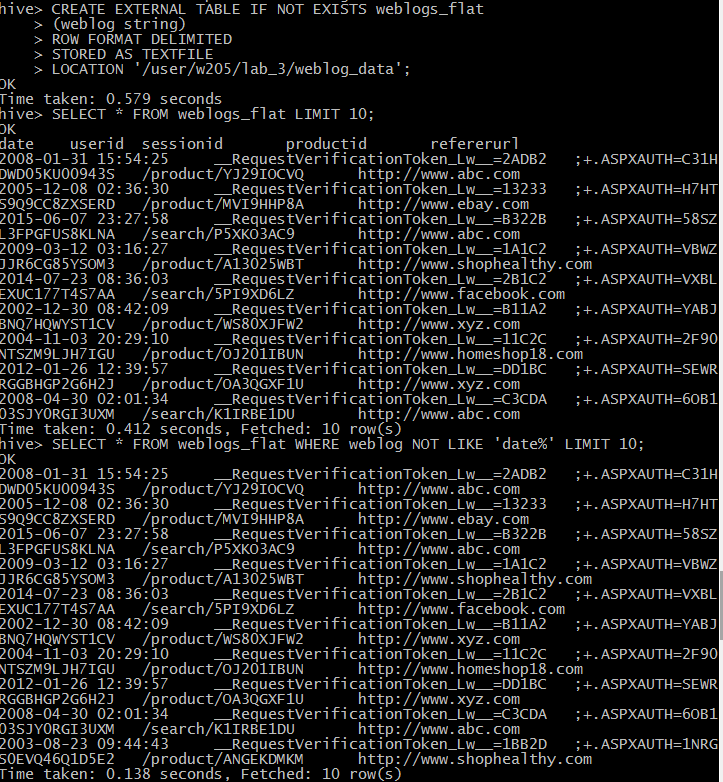 hive> CREATE EXTERNAL TABLE IF NOT EXISTS weblogs_flat
    > (weblog string)
    > ROW FORMAT DELIMITED
    > STORED AS TEXTFILE
    > LOCATION '/user/w205/lab_3/weblog_data';
OK
Time taken: 0.579 seconds
hive> SELECT * FROM weblogs_flat LIMIT 10;
OK
date    userid  sessionid       productid       refererurl
2008-01-31 15:54:25     __RequestVerificationToken_Lw__=2ADB2   ;+.ASPXAUTH=C31H
DWD05KU00943S   /product/YJ29IOCVQ      http://www.abc.com
2005-12-08 02:36:30     __RequestVerificationToken_Lw__=13233   ;+.ASPXAUTH=H7HT
S9Q9CC8ZXSERD   /product/MVI9HHP8A      http://www.ebay.com
2015-06-07 23:27:58     __RequestVerificationToken_Lw__=B322B   ;+.ASPXAUTH=58SZ
L3FPGFUS8KLNA   /search/P5XKO3AC9       http://www.abc.com
2009-03-12 03:16:27     __RequestVerificationToken_Lw__=1A1C2   ;+.ASPXAUTH=VBWZ
JJR6CG85YSOM3   /product/A13O25WBT      http://www.shophealthy.com
2014-07-23 08:36:03     __RequestVerificationToken_Lw__=2B1C2   ;+.ASPXAUTH=VXBL
EXUC177T4S7AA   /search/5PI9XD6LZ       http://www.facebook.com
2002-12-30 08:42:09     __RequestVerificationToken_Lw__=B11A2   ;+.ASPXAUTH=YABJ
BNQ7HQWYST1CV   /product/WS80XJFW2      http://www.xyz.com
2004-11-03 20:29:10     __RequestVerificationToken_Lw__=11C2C   ;+.ASPXAUTH=2F9O
NTSZM9LJH7IGU   /product/OJ2O1IBUN      http://www.homeshop18.com
2012-01-26 12:39:57     __RequestVerificationToken_Lw__=DD1BC   ;+.ASPXAUTH=SEWR
RGGBHGP2G6H2J   /product/OA3QGXF1U      http://www.xyz.com
2008-04-30 02:01:34     __RequestVerificationToken_Lw__=C3CDA   ;+.ASPXAUTH=6OB1
03SJYORGI3UXM   /search/K1IRBE1DU       http://www.abc.com
Time taken: 0.412 seconds, Fetched: 10 row(s)
hive> SELECT * FROM weblogs_flat WHERE weblog NOT LIKE 'date%' LIMIT 10;
OK
2008-01-31 15:54:25     __RequestVerificationToken_Lw__=2ADB2   ;+.ASPXAUTH=C31H
DWD05KU00943S   /product/YJ29IOCVQ      http://www.abc.com
2005-12-08 02:36:30     __RequestVerificationToken_Lw__=13233   ;+.ASPXAUTH=H7HT
S9Q9CC8ZXSERD   /product/MVI9HHP8A      http://www.ebay.com
2015-06-07 23:27:58     __RequestVerificationToken_Lw__=B322B   ;+.ASPXAUTH=58SZ
L3FPGFUS8KLNA   /search/P5XKO3AC9       http://www.abc.com
2009-03-12 03:16:27     __RequestVerificationToken_Lw__=1A1C2   ;+.ASPXAUTH=VBWZ
JJR6CG85YSOM3   /product/A13O25WBT      http://www.shophealthy.com
2014-07-23 08:36:03     __RequestVerificationToken_Lw__=2B1C2   ;+.ASPXAUTH=VXBL
EXUC177T4S7AA   /search/5PI9XD6LZ       http://www.facebook.com
2002-12-30 08:42:09     __RequestVerificationToken_Lw__=B11A2   ;+.ASPXAUTH=YABJ
BNQ7HQWYST1CV   /product/WS80XJFW2      http://www.xyz.com
2004-11-03 20:29:10     __RequestVerificationToken_Lw__=11C2C   ;+.ASPXAUTH=2F9O
NTSZM9LJH7IGU   /product/OJ2O1IBUN      http://www.homeshop18.com
2012-01-26 12:39:57     __RequestVerificationToken_Lw__=DD1BC   ;+.ASPXAUTH=SEWR
RGGBHGP2G6H2J   /product/OA3QGXF1U      http://www.xyz.com
2008-04-30 02:01:34     __RequestVerificationToken_Lw__=C3CDA   ;+.ASPXAUTH=6OB1
03SJYORGI3UXM   /search/K1IRBE1DU       http://www.abc.com
2003-08-23 09:44:43     __RequestVerificationToken_Lw__=1BB2D   ;+.ASPXAUTH=1NRG
SOEVQ46Q1D5E2   /product/ANGEKDMKM      http://www.shophealthy.com
Time taken: 0.138 seconds, Fetched: 10 row(s)